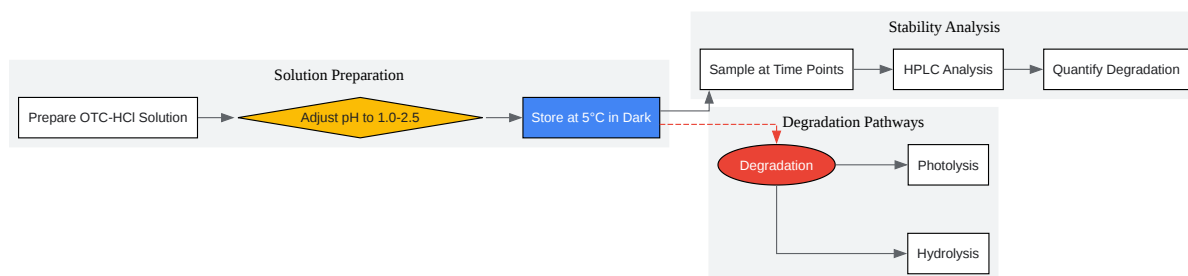 Stability Analysis
Solution Preparation
Sample at Time Points
HPLC Analysis
Quantify Degradation
Prepare OTC-HCl Solution
Adjust pH to 1.0-2.5
Store at 5°C in Dark
Degradation Pathways
Degradation
Photolysis
Hydrolysis